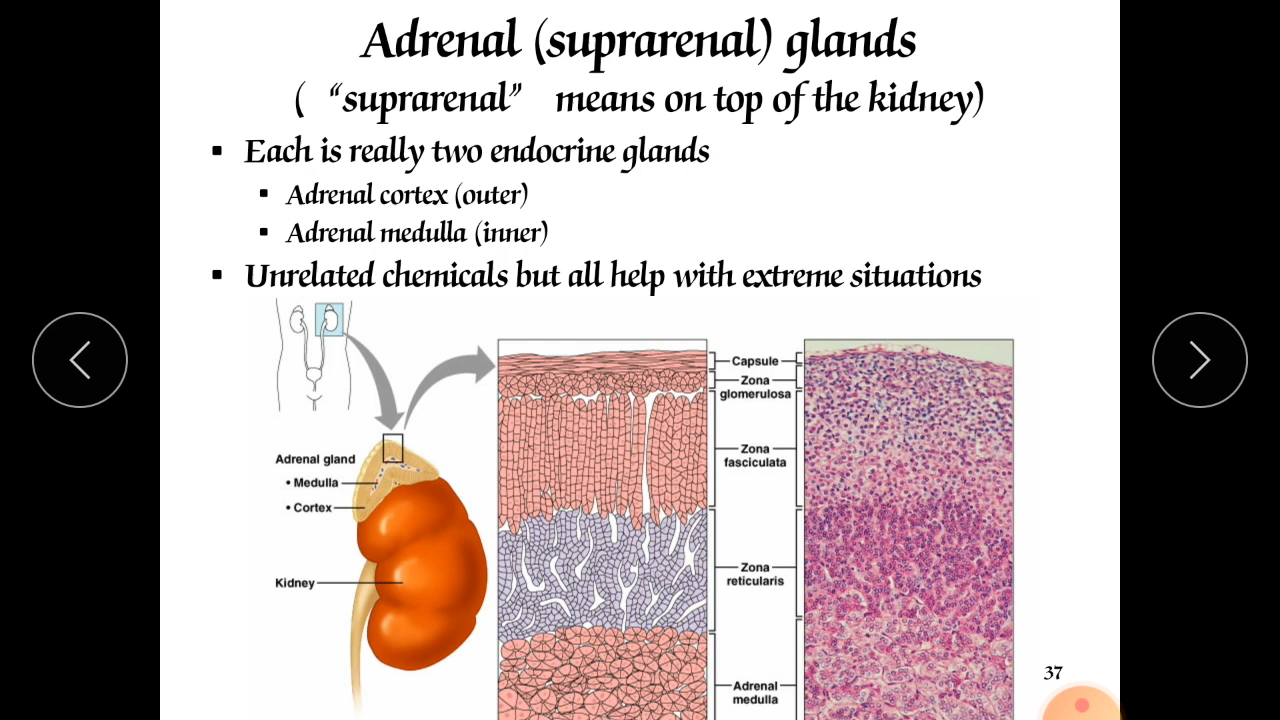 Adrenal (suprarenal) glands
( “suprarenal” means on top of the kidney)
▪ Each is really two endocrine glands
▪ Adrenal cortex (outer)
▪ Adrenal medulla (inner)
▪ Unrelated chemicals but all help with extreme situations
Capsule
Zona
glomerulosa
Zona
fasciculata
Zona
reticularis
Adrenal
medulla
Adrenal gland
• Medulla
• Cortex
Kidney
37